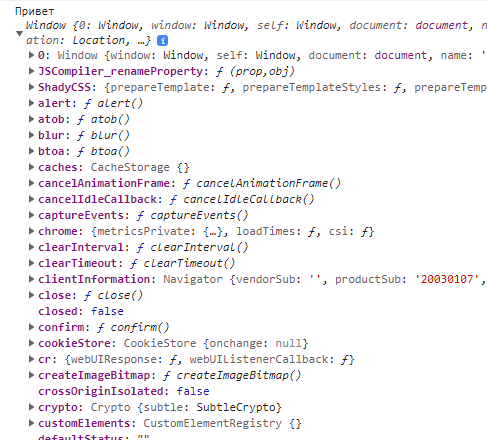 Привет
Window {0: Window, window: Window, self: Window, document: document, n
ation: Location, …} i
0: Window {window: Window, self: Window, document: document, name: '
JSCompiler_renameProperty: ƒ (prop,obj)
ShadyCSS: {prepareTemplate: ƒ, prepareTemplateStyles: ƒ, prepareTemp
alert: ƒ alert()
atob: ƒ atob()
blur: ƒ blur()
btoa: ƒ btoa()
caches: CacheStorage {}
cancelAnimationFrame: ƒ cancelAnimationFrame()
cancelIdleCallback: ƒ cancelIdleCallback()
captureEvents: ƒ captureEvents()
chrome: {metricsPrivate: {…}, loadTimes: ƒ, csi: ƒ}
clearInterval: ƒ clearInterval()
clearTimeout: ƒ clearTimeout()
clientInformation: Navigator {vendorSub: '', productSub: '20030107',
close: ƒ close()
closed: false
confirm: ƒ confirm()
cookieStore: CookieStore {onchange: null}
cr: {webUIResponse: ƒ, webUIListenerCallback: ƒ}
createImageBitmap: ƒ createImageBitmap()
crossOriginIsolated: false
crypto: Crypto {subtle: SubtleCrypto}
customElements: CustomElementRegistry {}
defaultStatus: ""